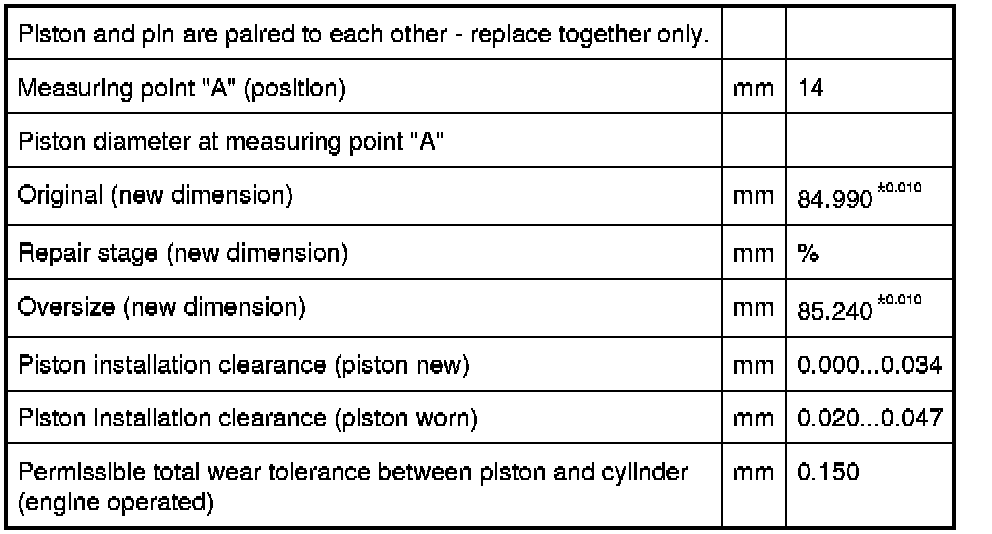 Piston and pin are paired to each other - replace together only.
Measuring point "A" (position) mm 14
Piston diameter at measuring point "A"
Original (new dimension) mm 84.990 ±0.010
Repair stage (new dimension) mm %
Oversize (new dimension) mm 85.240 ±0.010
Piston installation clearance (piston new) mm 0.000...0.034
Piston installation clearance (piston worn) mm 0.020...0.047
Permissible total wear tolerance between piston and cylinder mm 0.150
(engine operated)